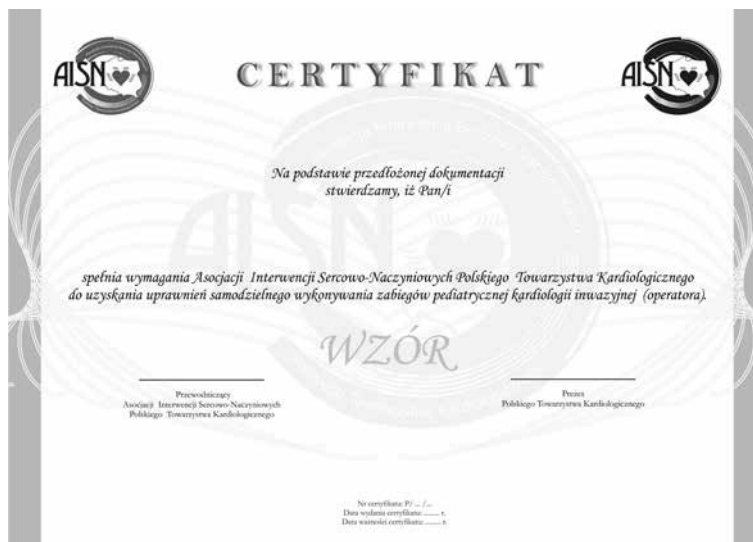 AISN
CERTYFIKAT
AISN
Na podstawie przedłożonej dokumentacji
stwierdzamy, iż Pan/i
AISN
spełnia wymagania Asocjacji Interwencji Sercowo-Naczyniowych Polskiego Towarzystwa Kardiologicznego
do uzyskania uprawnień samodzielnego wykonywania zabiegów pediatrycznej kardiologii inwazyjnej (operatora).
WZÓR
Przewodniczący
Asocjacji Interwencji Sercowo-Naczyniowych
Polskiego Towarzystwa Kardiologicznego
Prezes
Polskiego Towarzystwa Kardiologicznego
Nr certyfikatu: P/ ... /...
Data wydania certyfikatu: ........ r.
Data ważności certyfikatu: ........ r.